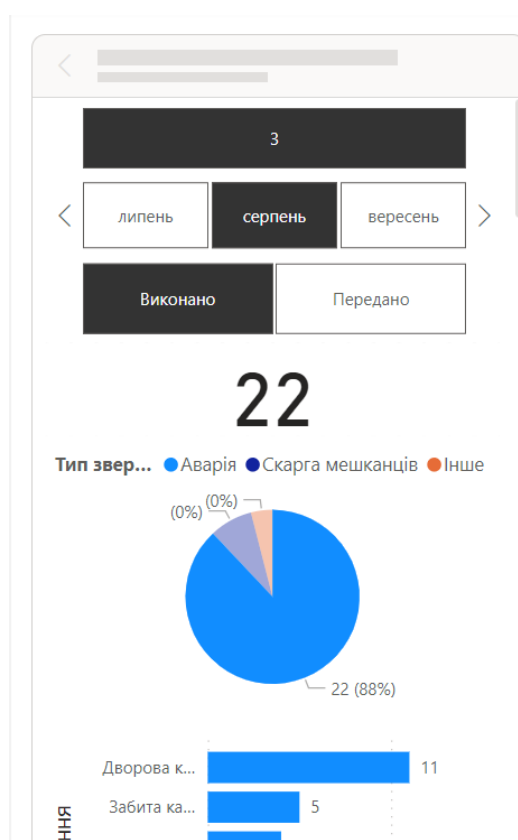 3
липень серпень вересень
Виконано Передано
22
Тип звер... Аварія Скарга мешканців Інше
(0%) (0%)
22 (88%)
Дворова к... 11
Забита ка... 5
ння